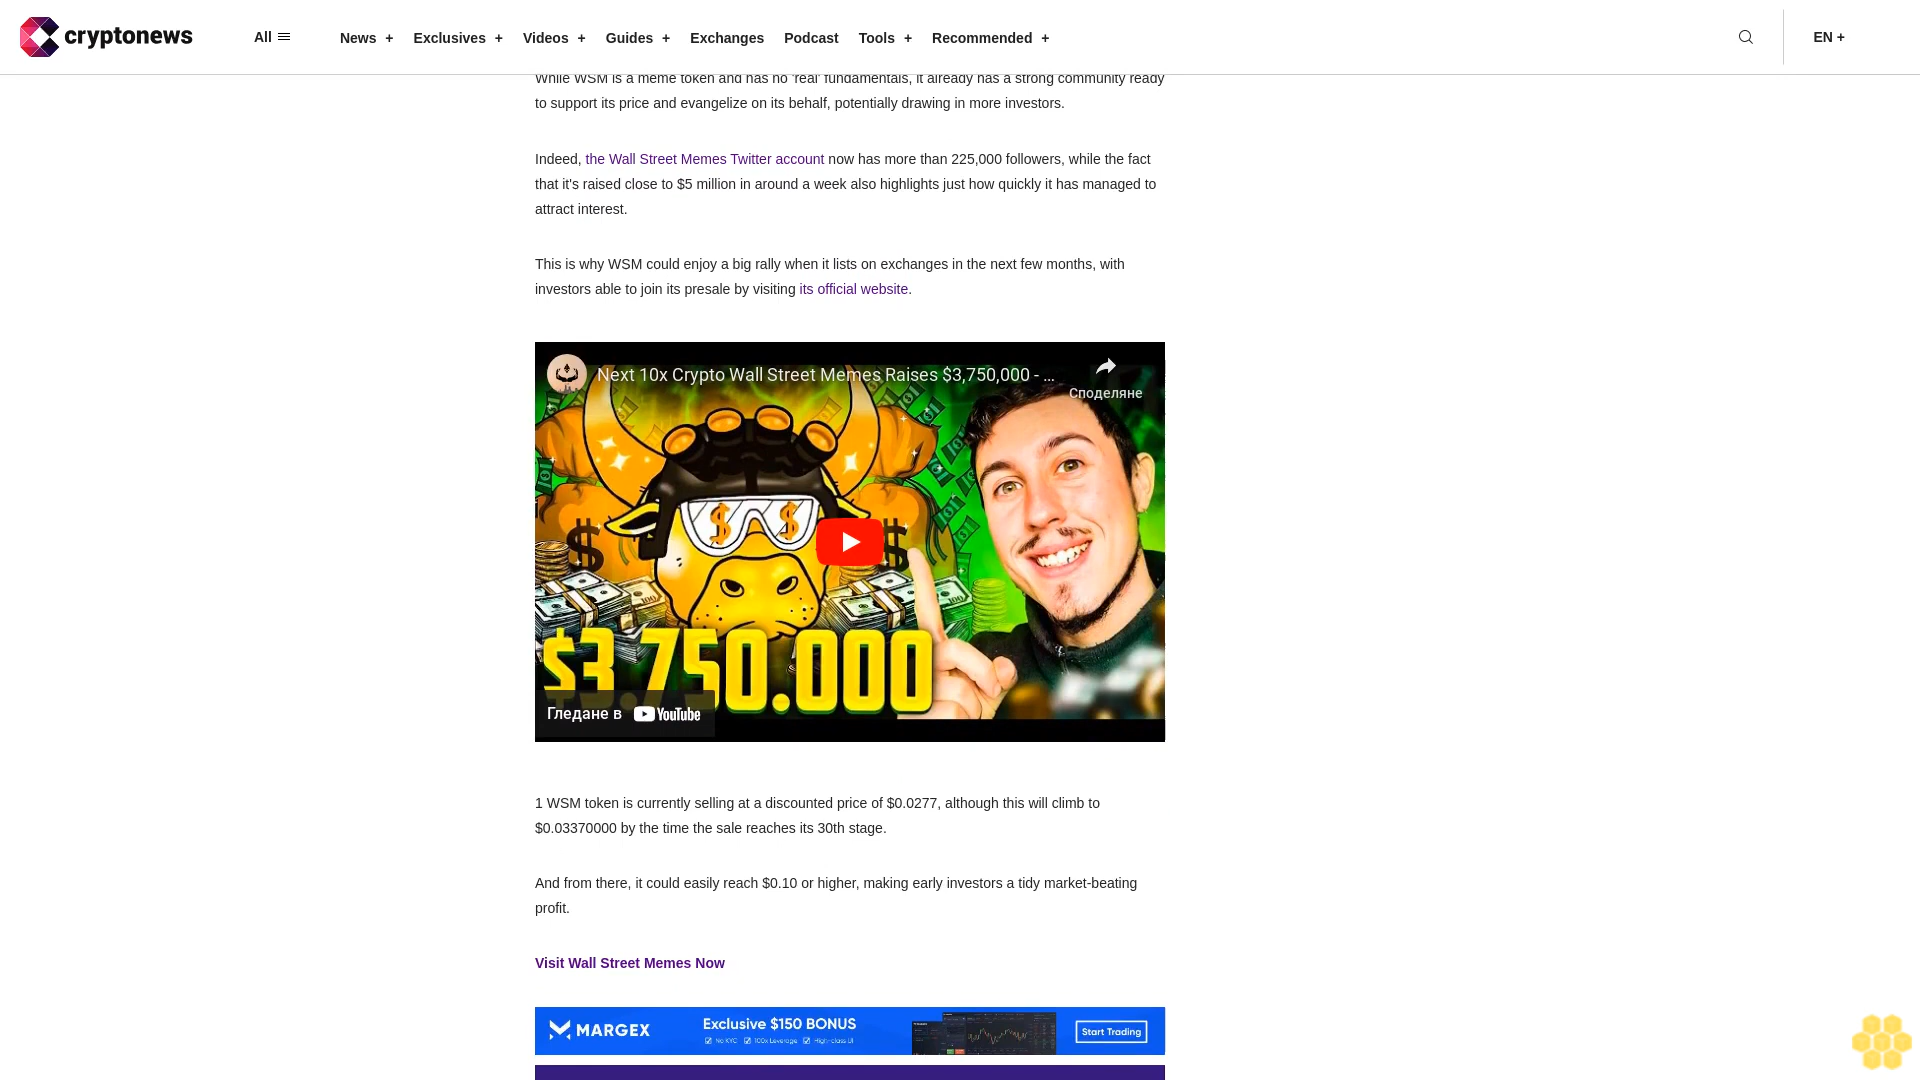 cryptonews
All
News + Exclusives + Videos + Guides + Exchanges Podcast Tools + Recommended +
EN +
While WSM is a meme token and has no 'real' fundamentals, it already has a strong community ready
to support its price and evangelize on its behalf, potentially drawing in more investors.
Indeed, the Wall Street Memes Twitter account now has more than 225,000 followers, while the fact
that it's raised close to $5 million in around a week also highlights just how quickly it has managed to
attract interest.
This is why WSM could enjoy a big rally when it lists on exchanges in the next few months, with
investors able to join its presale by visiting its official website.
Next 10x Crypto Wall Street Memes Raises $3,750,000 - ...
Споделяне
$3.750.000
Гледане в YouTube
1 WSM token is currently selling at a discounted price of $0.0277, although this will climb to
$0.03370000 by the time the sale reaches its 30th stage.
And from there, it could easily reach $0.10 or higher, making early investors a tidy market-beating
profit.
Visit Wall Street Memes Now
MARGEX
Exclusive $150 BONUS
No KYC 100x Leverage High-class UI
Start Trading